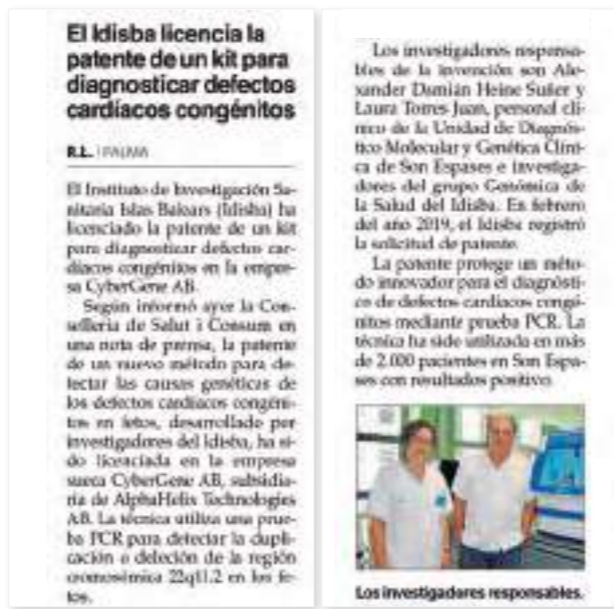 El Idisba licencia la
patente de un kit para
diagnosticar defectos
cardíacos congénitos
R.L. | PALMA
El Instituto de Investigación Sa-
nitaria Islas Balears (Idisba) ha
licenciado la patente de un kit
para diagnosticar defectos car-
díacos congénitos en la empre-
sa CyberGene AB.
Según informó ayer la Con-
selleria de Salut i Consum en
una nota de prensa, la patente
de un nuevo método para de-
tectar las causas genéticas de
los defectos cardíacos congéni-
tos en fetos, desarrollado por
investigadores del Idisba, ha si-
do licenciada en la empresa
sueca CyberGene AB, subsidia-
ria de AlphaHelix Technologies
AB. La técnica utiliza una prue-
ba PCR para detectar la dupli-
cación o deleción de la región
cromosómica 22q11.2 en los fe-
tos.
Los investigadores responsa-
bles de la invención son Ale-
xander Damián Heine Suñer y
Laura Torres Juan, personal clí-
nico de la Unidad de Diagnós-
tico Molecular y Genética Clíni-
ca de Son Espases e investiga-
dores del grupo Genómica de
la Salud del Idisba. En febrero
del año 2019, el Idisba registró
la solicitud de patente.
La patente protege un méto-
do innovador para el diagnósti-
co de defectos cardíacos congé-
nitos mediante prueba PCR. La
técnica ha sido utilizada en más
de 2.000 pacientes en Son Espa-
ses con resultados positivo.
Los investigadores responsables.